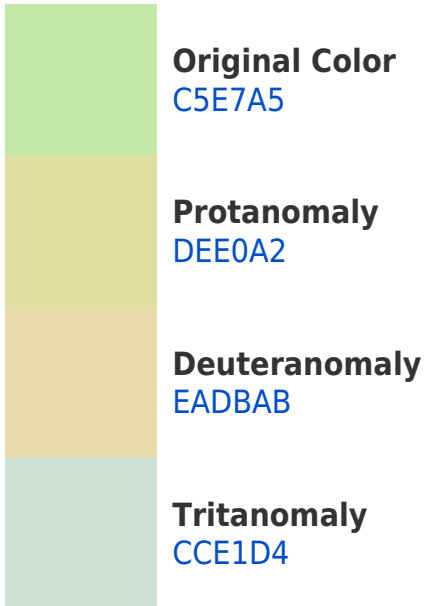 Original Color
C5E7A5
Protanomaly
DEE0A2
Deuteranomaly
EADBAB
Tritanomaly
CCE1D4